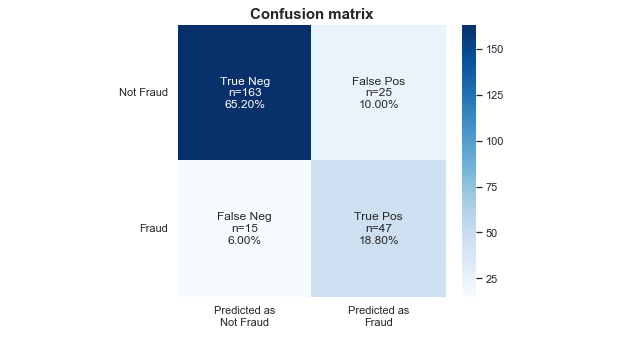 Confusion matrix
Not Fraud
True Neg
n=163
65.20%
False Pos
n=25
10.00%
Fraud
False Neg
n=15
6.00%
True Pos
n=47
18.80%
Predicted as
Not Fraud
Predicted as
Fraud
150
125
100
75
50
25